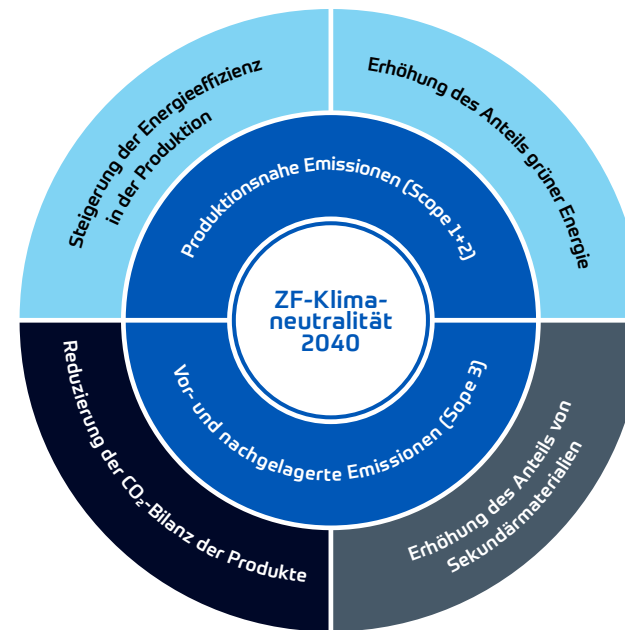 Steigerung der Energieeffizienz
in der Produktion
Erhöhung des Anteils grüner Energie
Produktionsnahe Emissionen (Scope 1+2)
ZF-Klima-
neutralität
2040
Vor- und nachgelagerte Emissionen (Sope 3)
Reduzierung der CO₂-Bilanz der Produkte
Erhöhung des Anteils von
Sekundärmaterialien